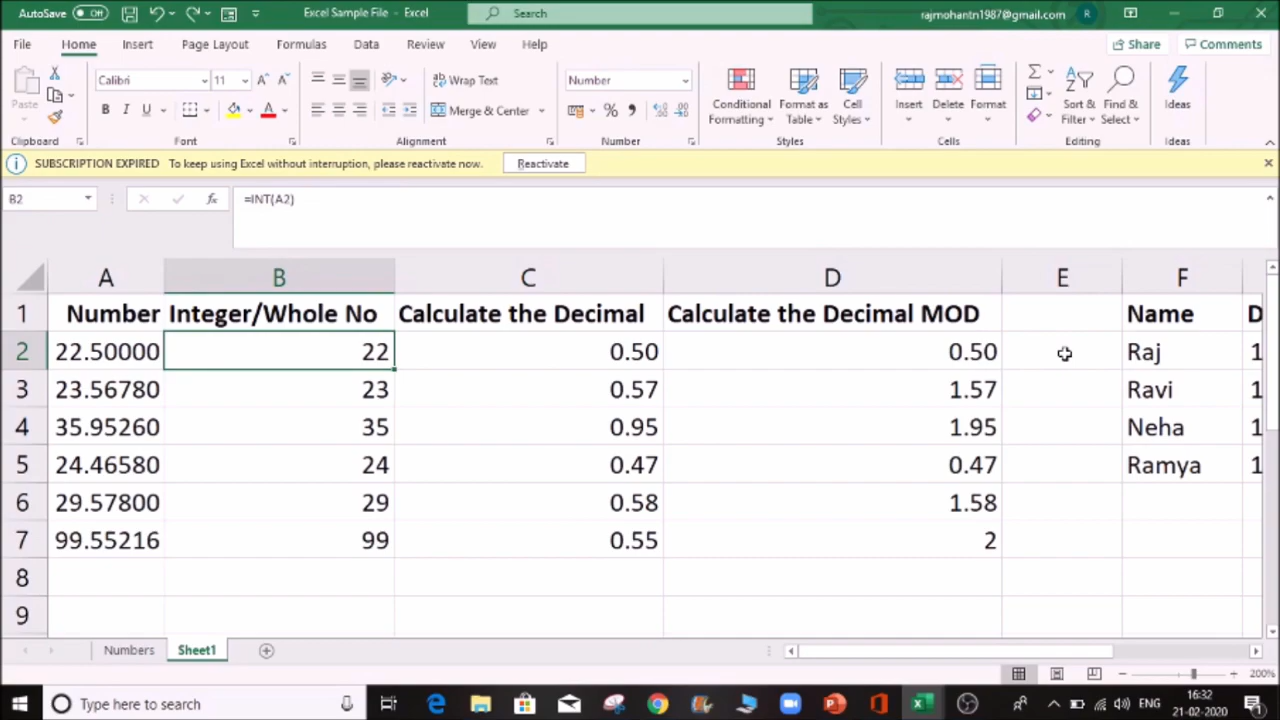 AutoSave Off Excel Sample File - Excel Search rajmohantn1987@gmail.com R
File Home Insert Page Layout Formulas Data Review View Help Share Comments
Paste Calibri 11 A A Wrap Text Number
B I U A Merge & Center % , Conditional Formatting Format as Table Cell Styles Insert Delete Format Sort & Filter Find & Select Ideas
Clipboard Font Alignment Number Styles Cells Editing Ideas
SUBSCRIPTION EXPIRED To keep using Excel without interruption, please reactivate now. Reactivate
B2 fx =INT(A2)
A B C D E F
1 Number Integer/Whole No Calculate the Decimal Calculate the Decimal MOD Name D
2 22.50000 22 0.50 0.50 Raj 1
3 23.56780 23 0.57 1.57 Ravi 1
4 35.95260 35 0.95 1.95 Neha 1
5 24.46580 24 0.47 0.47 Ramya 1
6 29.57800 29 0.58 1.58
7 99.55216 99 0.55 2
8
9
Numbers Sheet1
200%
Type here to search ENG 16:32
21-02-2020